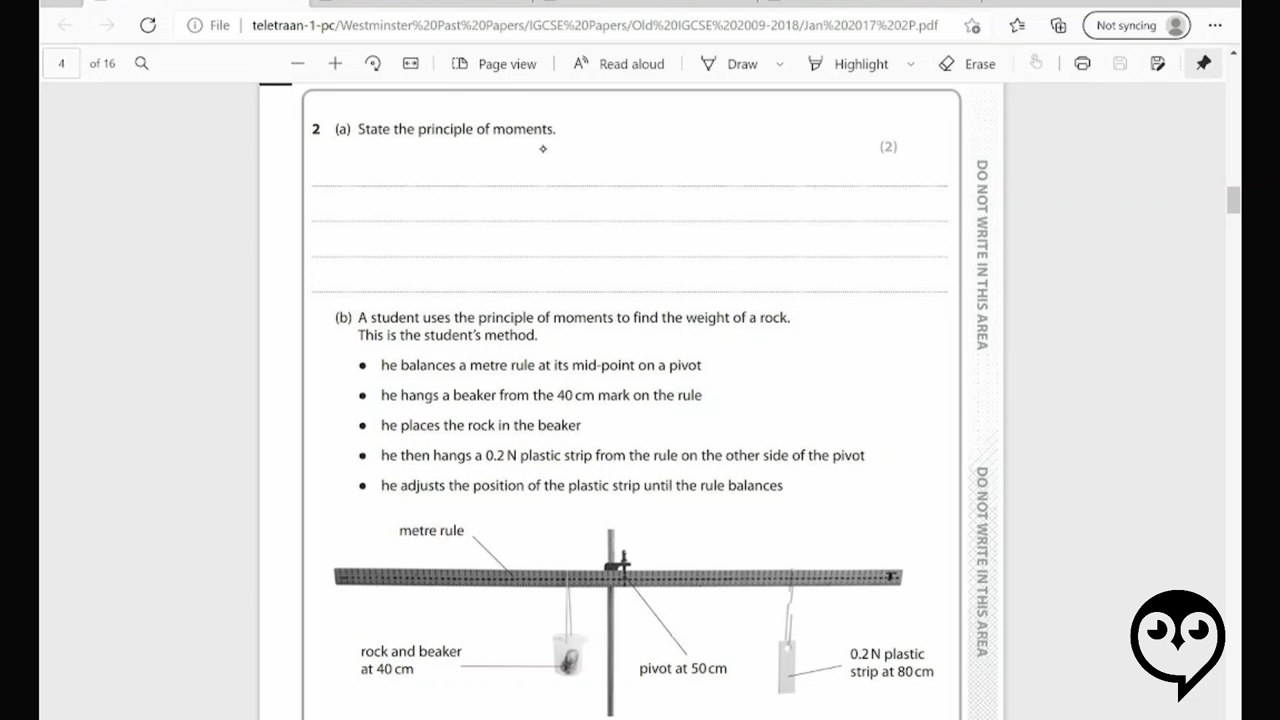 File
teletraan-1-pc/Westminster%20Past%20Papers/IGCSE%20Papers/Old%20IGCSE%202009-2018/Jan%202017%202P.pdf
Not syncing
4 of 16
Page view
Read aloud
Draw
Highlight
Erase
2 (a) State the principle of moments.
(2)
(b) A student uses the principle of moments to find the weight of a rock.
This is the student's method.
• he balances a metre rule at its mid-point on a pivot
• he hangs a beaker from the 40 cm mark on the rule
• he places the rock in the beaker
• he then hangs a 0.2 N plastic strip from the rule on the other side of the pivot
• he adjusts the position of the plastic strip until the rule balances
metre rule
rock and beaker
at 40 cm
pivot at 50 cm
0.2 N plastic
strip at 80 cm
DO NOT WRITE IN THIS AREA
DO NOT WRITE IN THIS AREA